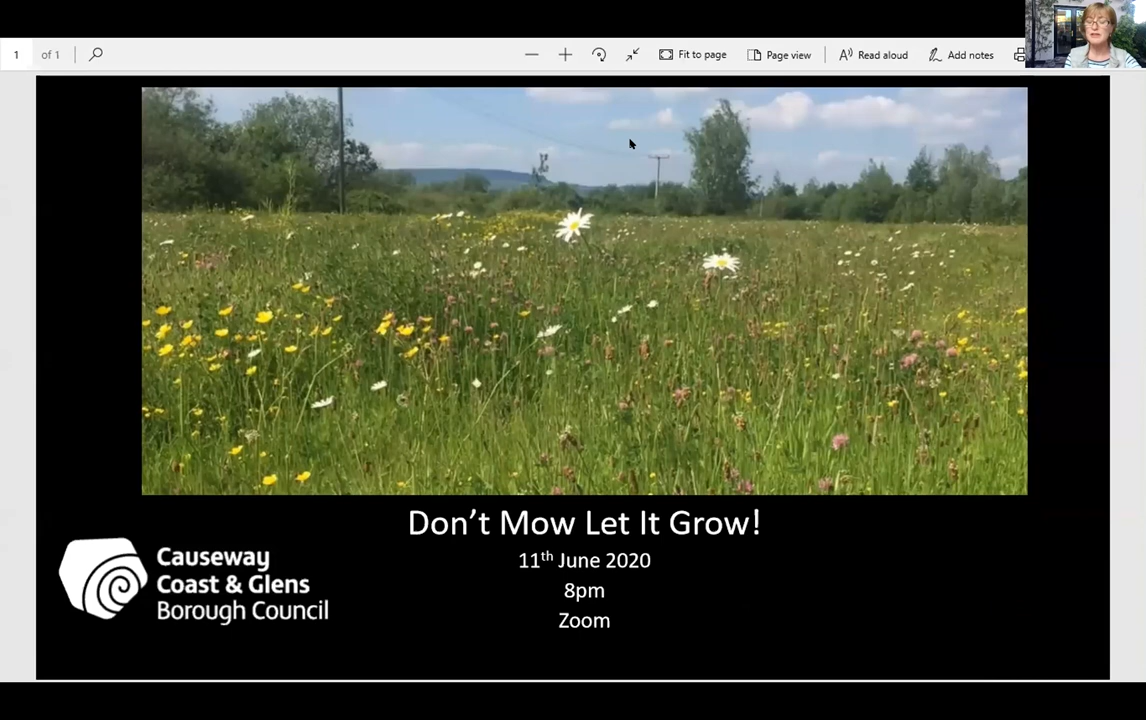 1 of 1 Fit to page Page view Read aloud Add notes
Don't Mow Let It Grow!
11th June 2020
8pm
Zoom
Causeway
Coast & Glens
Borough Council